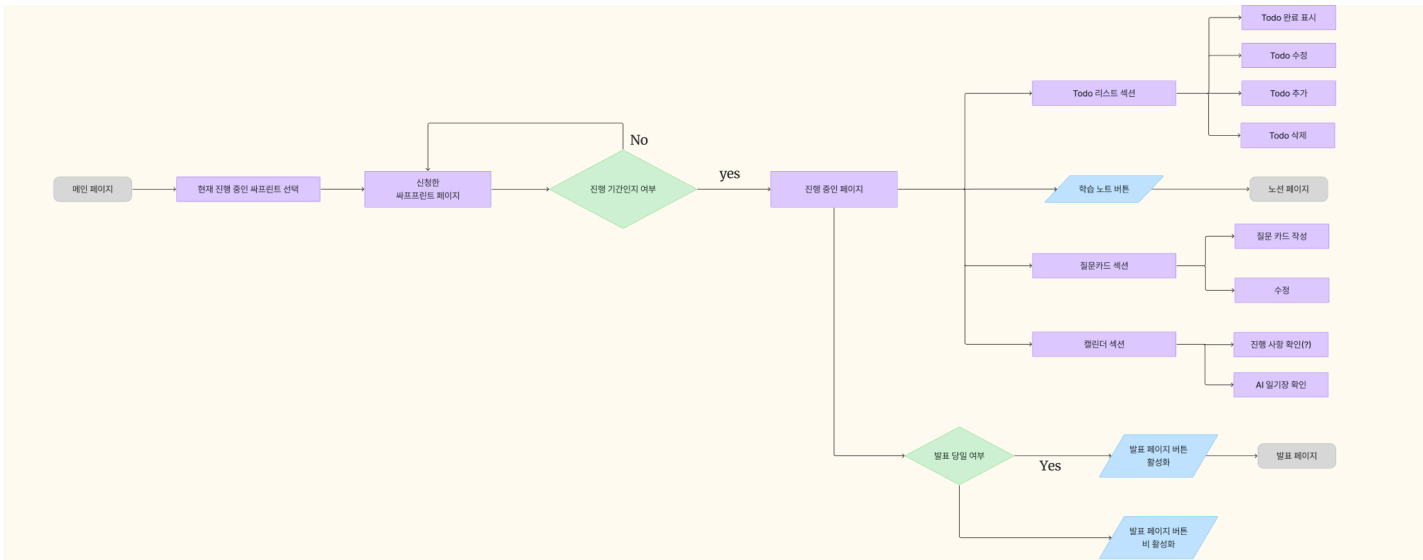 메인 페이지
현재 진행 중인 싸프린트 선택
신청한
싸프프린트 페이지
진행 기간인지 여부
No
yes
진행 중인 페이지
Todo 리스트 섹션
Todo 완료 표시
Todo 수정
Todo 추가
Todo 삭제
학습 노트 버튼
노션 페이지
질문카드 섹션
질문 카드 작성
수정
캘린더 섹션
진행 사항 확인(?)
AI 일기장 확인
발표 당일 여부
Yes
발표 페이지 버튼
활성화
발표 페이지
발표 페이지 버튼
비 활성화